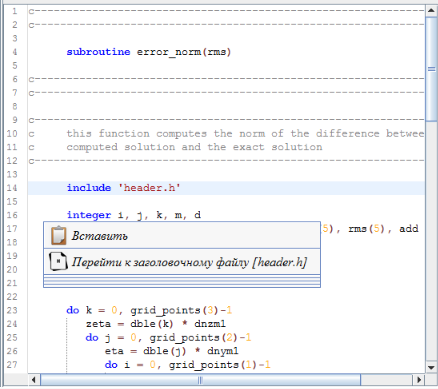 1 c---------------------------------------------------------------
2 c---------------------------------------------------------------
3
4 subroutine error_norm(rms)
5
6 c---------------------------------------------------------------
7 c---------------------------------------------------------------
8
9 c---------------------------------------------------------------
10 c this function computes the norm of the difference betwee
11 c computed solution and the exact solution
12 c---------------------------------------------------------------
13
14 include 'header.h'
15
16 integer i, j, k, m, d
17 5), rms(5), add
Вставить
18
19
Перейти к заголовочному файлу [header.h]
20
21
22
23 do k = 0, grid_points(3)-1
24 zeta = dble(k) * dnzm1
25 do j = 0, grid_points(2)-1
26 eta = dble(j) * dnym1
27 do i = 0, grid_points(1)-1